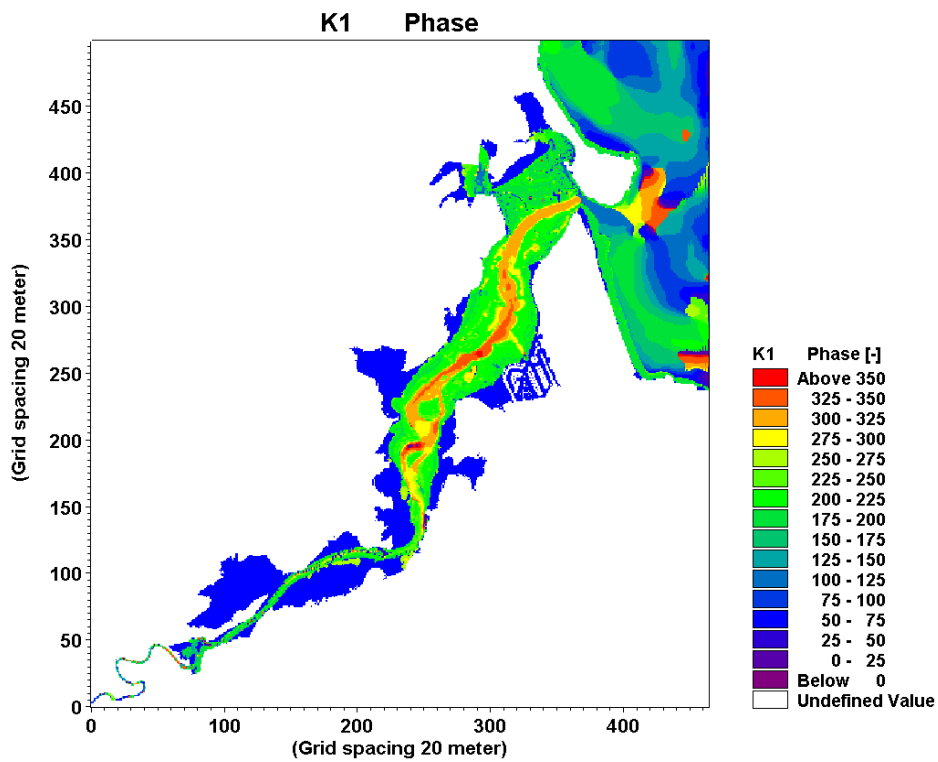 K1 Phase
450
400
350
300
250
200
150
100
50
0
(Grid spacing 20 meter)
0 100 200 300 400
(Grid spacing 20 meter)
K1 Phase [-]
Above 350
325 - 350
300 - 325
275 - 300
250 - 275
225 - 250
200 - 225
175 - 200
150 - 175
125 - 150
100 - 125
75 - 100
50 - 75
25 - 50
0 - 25
Below 0
Undefined Value